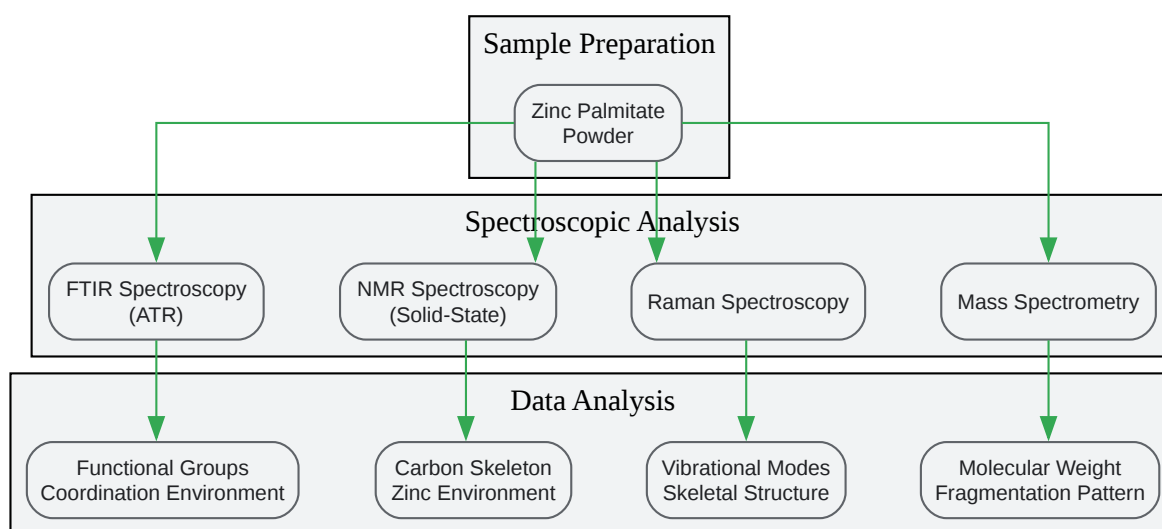 Sample Preparation
Zinc Palmitate
Powder
Spectroscopic Analysis
FTIR Spectroscopy
(ATR)
NMR Spectroscopy
(Solid-State)
Raman Spectroscopy
Mass Spectrometry
Data Analysis
Functional Groups
Coordination Environment
Carbon Skeleton
Zinc Environment
Vibrational Modes
Skeletal Structure
Molecular Weight
Fragmentation Pattern